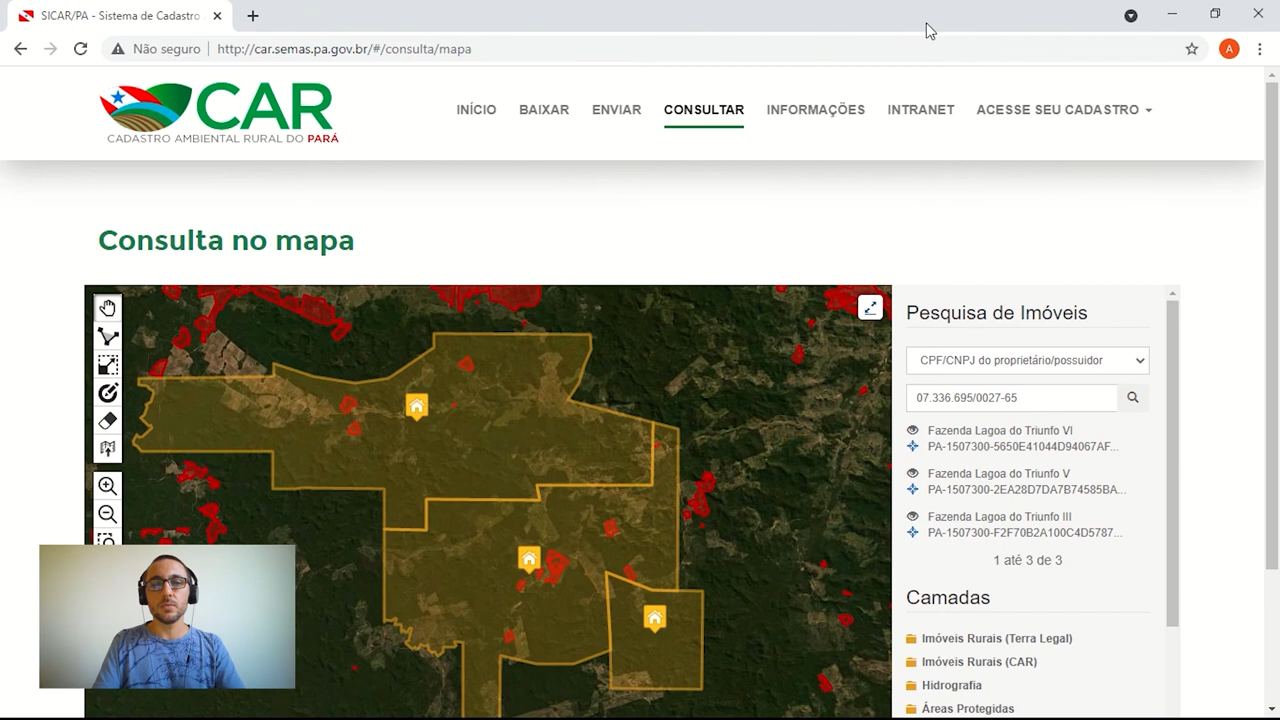 SICAR/PA - Sistema de Cadastro
Não seguro
http://car.semas.pa.gov.br/#/consulta/mapa
A
CAR
CADASTRO AMBIENTAL RURAL DO PARÁ
INÍCIO
BAIXAR
ENVIAR
CONSULTAR
INFORMAÇÕES
INTRANET
ACESSE SEU CADASTRO
Consulta no mapa
Pesquisa de Imóveis
CPF/CNPJ do proprietário/possuidor
07.336.695/0027-65
Fazenda Lagoa do Triunfo VI
PA-1507300-5650E41044D94067AF...
Fazenda Lagoa do Triunfo V
PA-1507300-2EA28D7DA7B74585BA...
Fazenda Lagoa do Triunfo III
PA-1507300-F2F70B2A100C4D5787...
1 até 3 de 3
Camadas
Imóveis Rurais (Terra Legal)
Imóveis Rurais (CAR)
Hidrografia
Áreas Protegidas